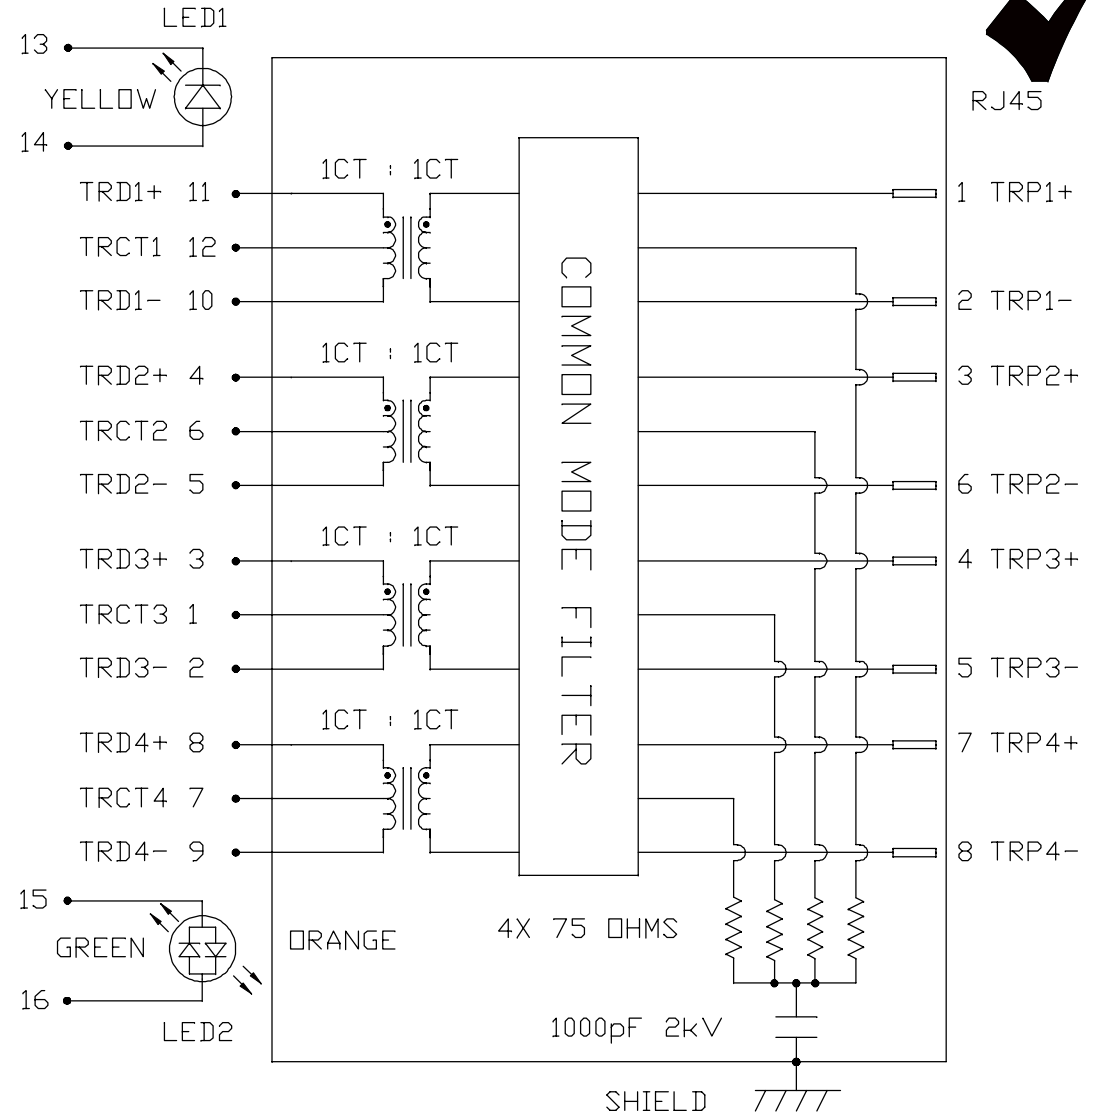 LED1
13
YELLOW
14
RJ45
1CT : 1CT
TRD1+ 11
1 TRP1+
TRCT1 12
TRD1- 10
2 TRP1-
1CT : 1CT
TRD2+ 4
3 TRP2+
TRCT2 6
TRD2- 5
6 TRP2-
COMMON MODE FILTER
1CT : 1CT
TRD3+ 3
4 TRP3+
TRCT3 1
TRD3- 2
5 TRP3-
1CT : 1CT
TRD4+ 8
7 TRP4+
TRCT4 7
TRD4- 9
8 TRP4-
15
GREEN
ORANGE
4X 75 OHMS
16
LED2
1000pF 2kV
SHIELD